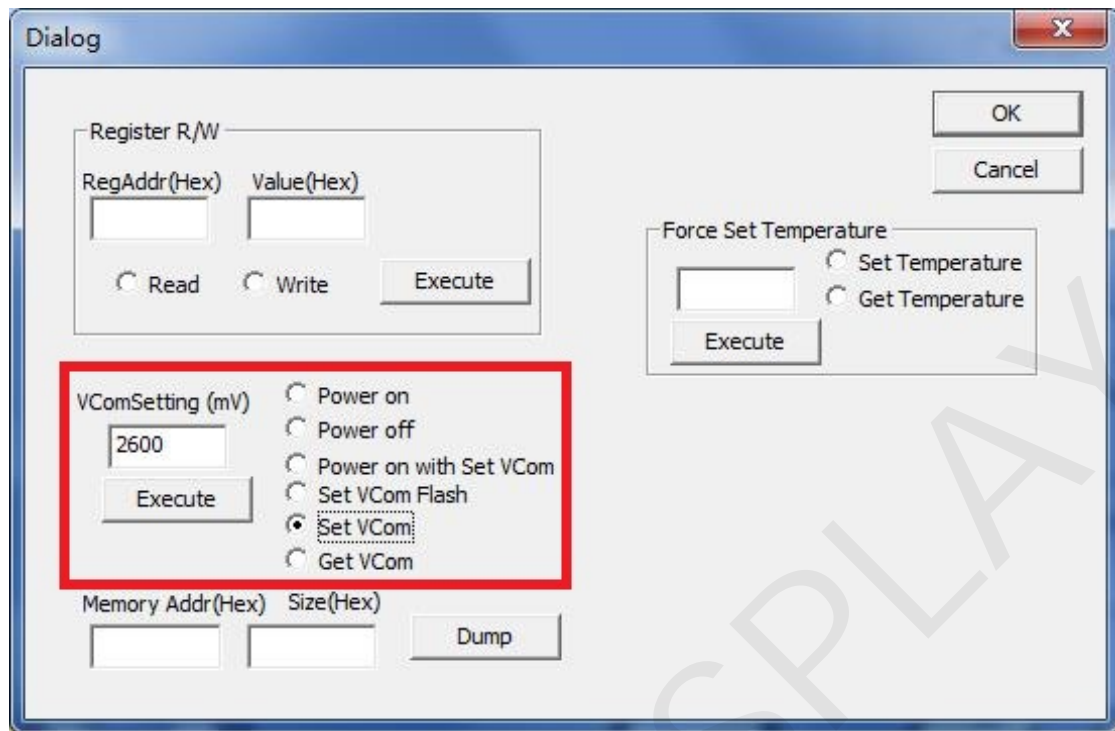 Dialog
X
OK
Cancel
Register R/W
RegAddr(Hex) Value(Hex)
Read Write Execute
Force Set Temperature
Set Temperature
Get Temperature
Execute
VComSetting (mV)
2600
Execute
Power on
Power off
Power on with Set VCom
Set VCom Flash
Set VCom
Get VCom
Memory Addr(Hex) Size(Hex)
Dump
SPLAY